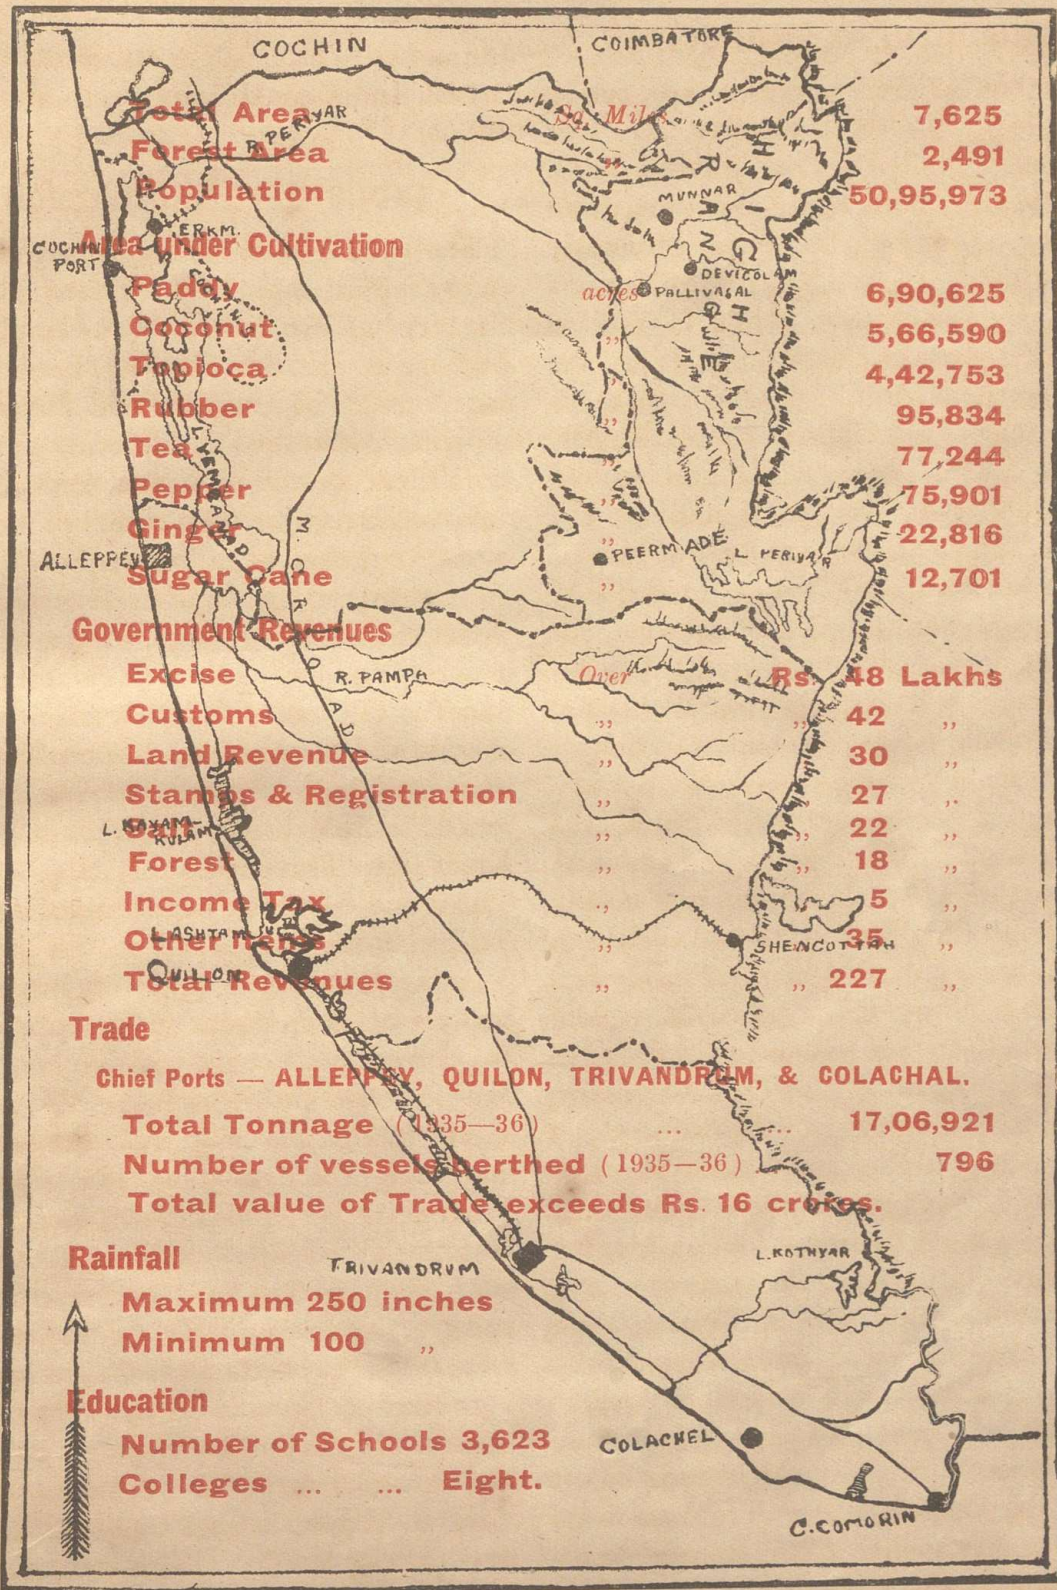 COCHIN
COIMBATORE
Total Area Sq. Miles 7,625
R. PERIYAR
Forest Area ,, 2,491
Population 50,95,973
MUNNAR
ERKM.
HIGH RANGE
Area under Cultivation
COCHIN PORT
COCHIN
DEVICOLAM
Paddy acres 6,90,625
PALLIVASAL
Coconut ,, 5,66,590
Topioca ,, 4,42,753
Rubber ,, 95,834
Tea ,, 77,244
L. VEMBANAD
Pepper ,, 75,901
M. C. ROAD
Ginger ,, 22,816
ALLEPPEY
PEERMADE
L. PERIYAR
Sugar Cane ,, 12,701
Government Revenues
Excise Over Rs. 48 Lakhs
R. PAMPA
Customs ,, ,, 42 ,,
Land Revenue ,, 30 ,,
Stamps & Registration ,, ,, 27 ,,
L. KAYAM-
KULAM
Salt ,, ,, 22 ,,
Forest ,, ,, 18 ,,
Income Tax ,, 5 ,,
L. ASHTAMUDI
Other Items ,, 35 ,,
SHENCOTTAH
QUILON
Total Revenues ,, ,, 227 ,,
Trade
Chief Ports — ALLEPPEY, QUILON, TRIVANDRUM, & COLACHAL.
Total Tonnage (1935—36) ... ... 17,06,921
Number of vessels berthed (1935—36) 796
Total value of Trade exceeds Rs. 16 crores.
Rainfall
TRIVANDRUM
L. KOTHYAR
Maximum 250 inches
Minimum 100 ,,
Education
Number of Schools 3,623
COLACHEL
Colleges ... ... Eight.
C. COMORIN